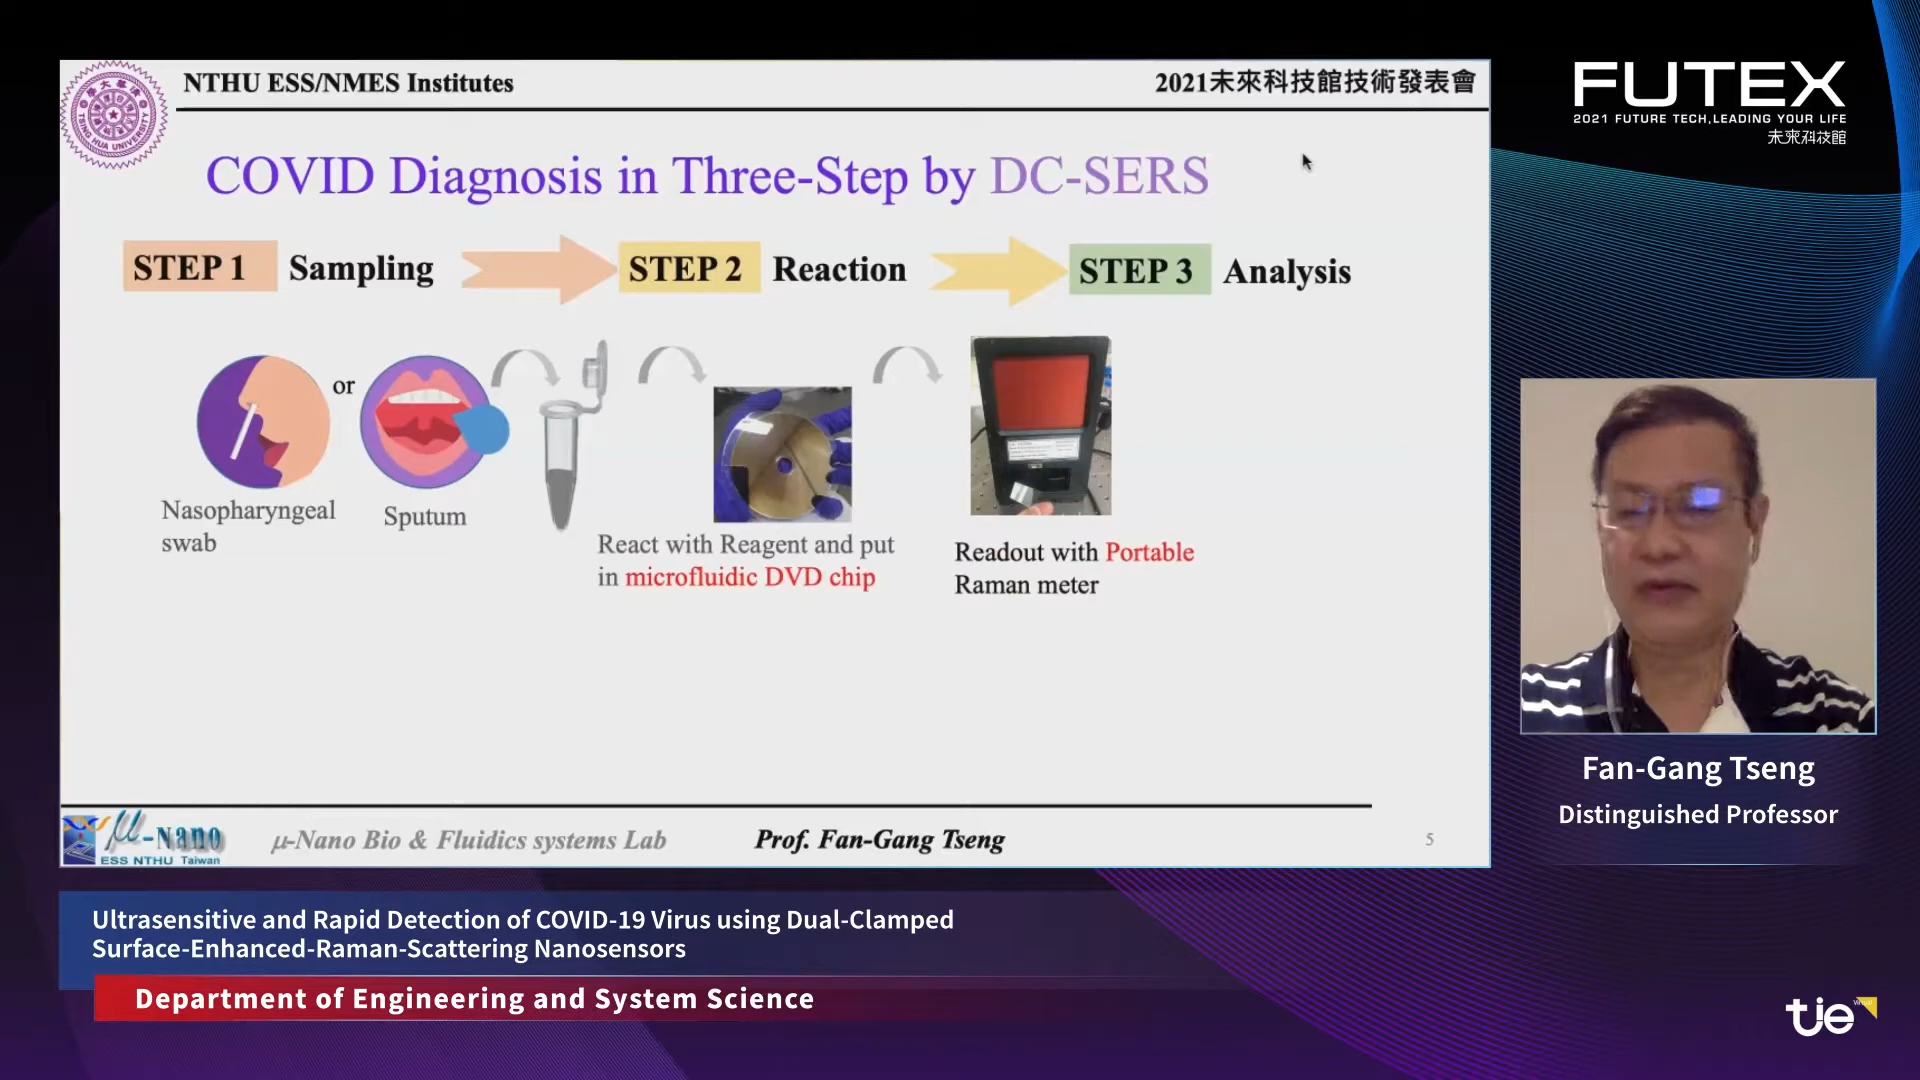 NTHU ESS/NMES Institutes
2021未來科技館技術發表會
COVID Diagnosis in Three-Step by DC-SERS
STEP 1 Sampling
STEP 2 Reaction
STEP 3 Analysis
or
Nasopharyngeal
swab
Sputum
React with Reagent and put
in microfluidic DVD chip
Readout with Portable
Raman meter
μ-Nano
ESS NTHU Taiwan
μ-Nano Bio & Fluidics systems Lab
Prof. Fan-Gang Tseng
5
FUTEX
2021 FUTURE TECH,LEADING YOUR LIFE
未來科技館
Fan-Gang Tseng
Distinguished Professor
Ultrasensitive and Rapid Detection of COVID-19 Virus using Dual-Clamped
Surface-Enhanced-Raman-Scattering Nanosensors
Department of Engineering and System Science
tie